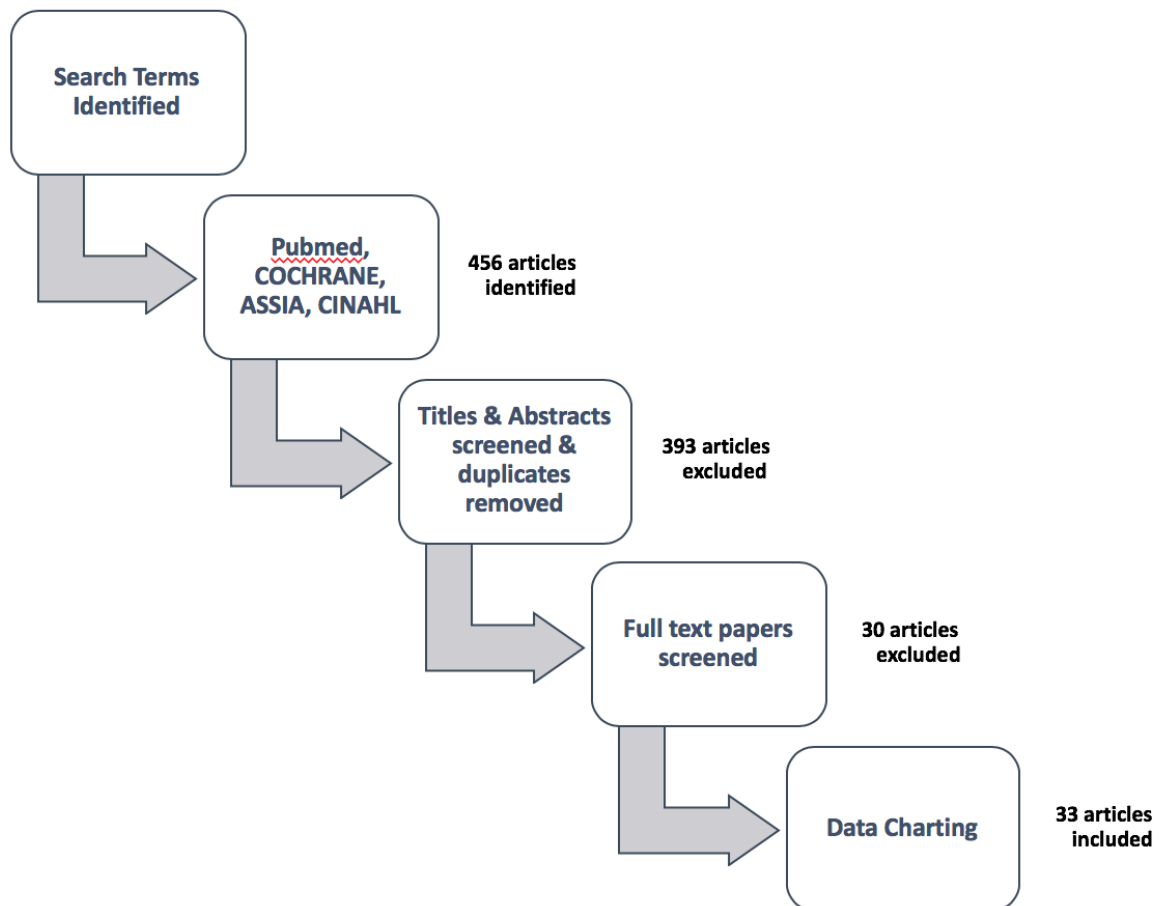 Search Terms
Identified
Pubmed,
COCHRANE,
ASSIA, CINAHL
456 articles
identified
Titles & Abstracts
screened &
duplicates
removed
393 articles
excluded
Full text papers
screened
30 articles
excluded
Data Charting
33 articles
included